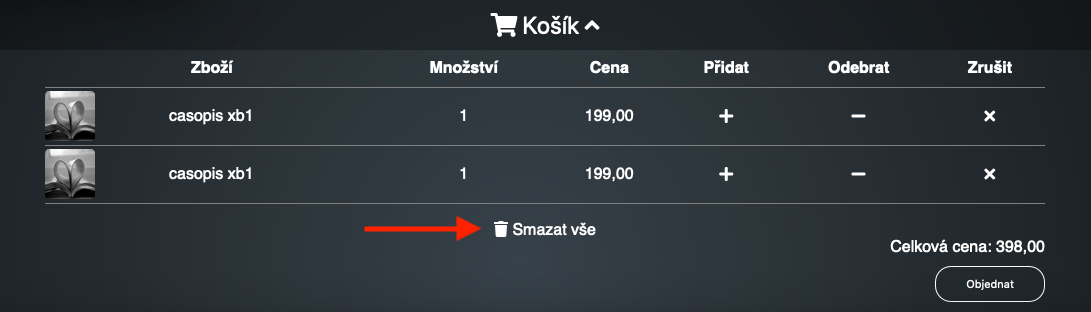 Košík
Zboží Množství Cena Přidat Odebrat Zrušit
casopis xb1 1 199,00
casopis xb1 1 199,00
Smazat vše
Celková cena: 398,00
Objednat